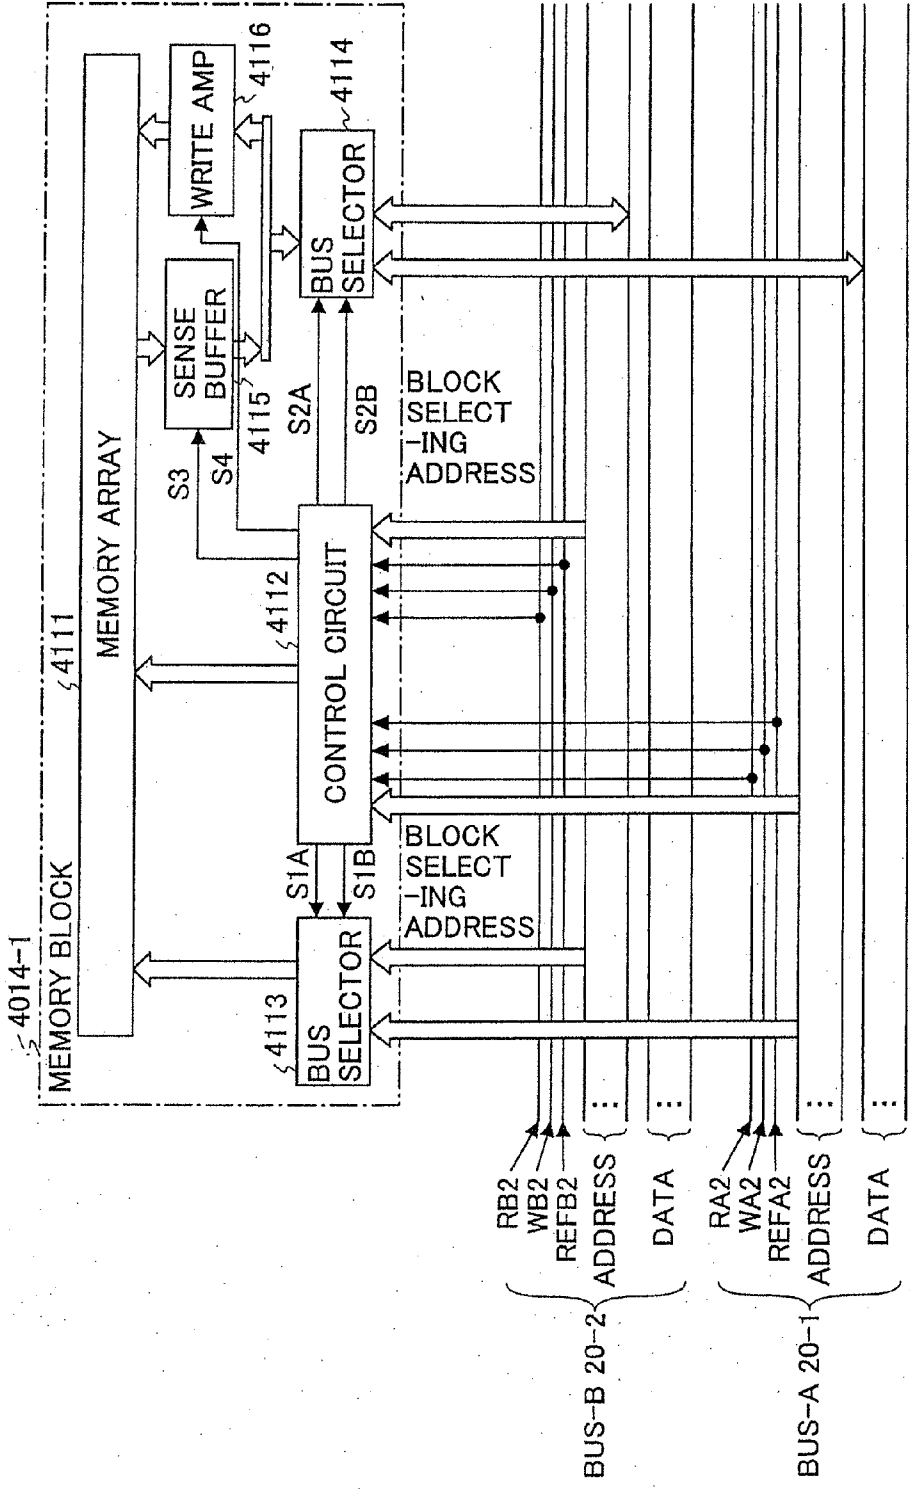 4014-1
MEMORY BLOCK
4111
MEMORY ARRAY
SENSE
BUFFER
4115
WRITE AMP
4116
S3
S4
4113
BUS
SELECTOR
S1A
S1B
4112
CONTROL CIRCUIT
S2A
S2B
BUS
SELECTOR
4114
BLOCK
SELECT
-ING
ADDRESS
BLOCK
SELECT
-ING
ADDRESS
BUS-B 20-2
RB2
WB2
REFB2
ADDRESS
DATA
BUS-A 20-1
RA2
WA2
REFA2
ADDRESS
DATA